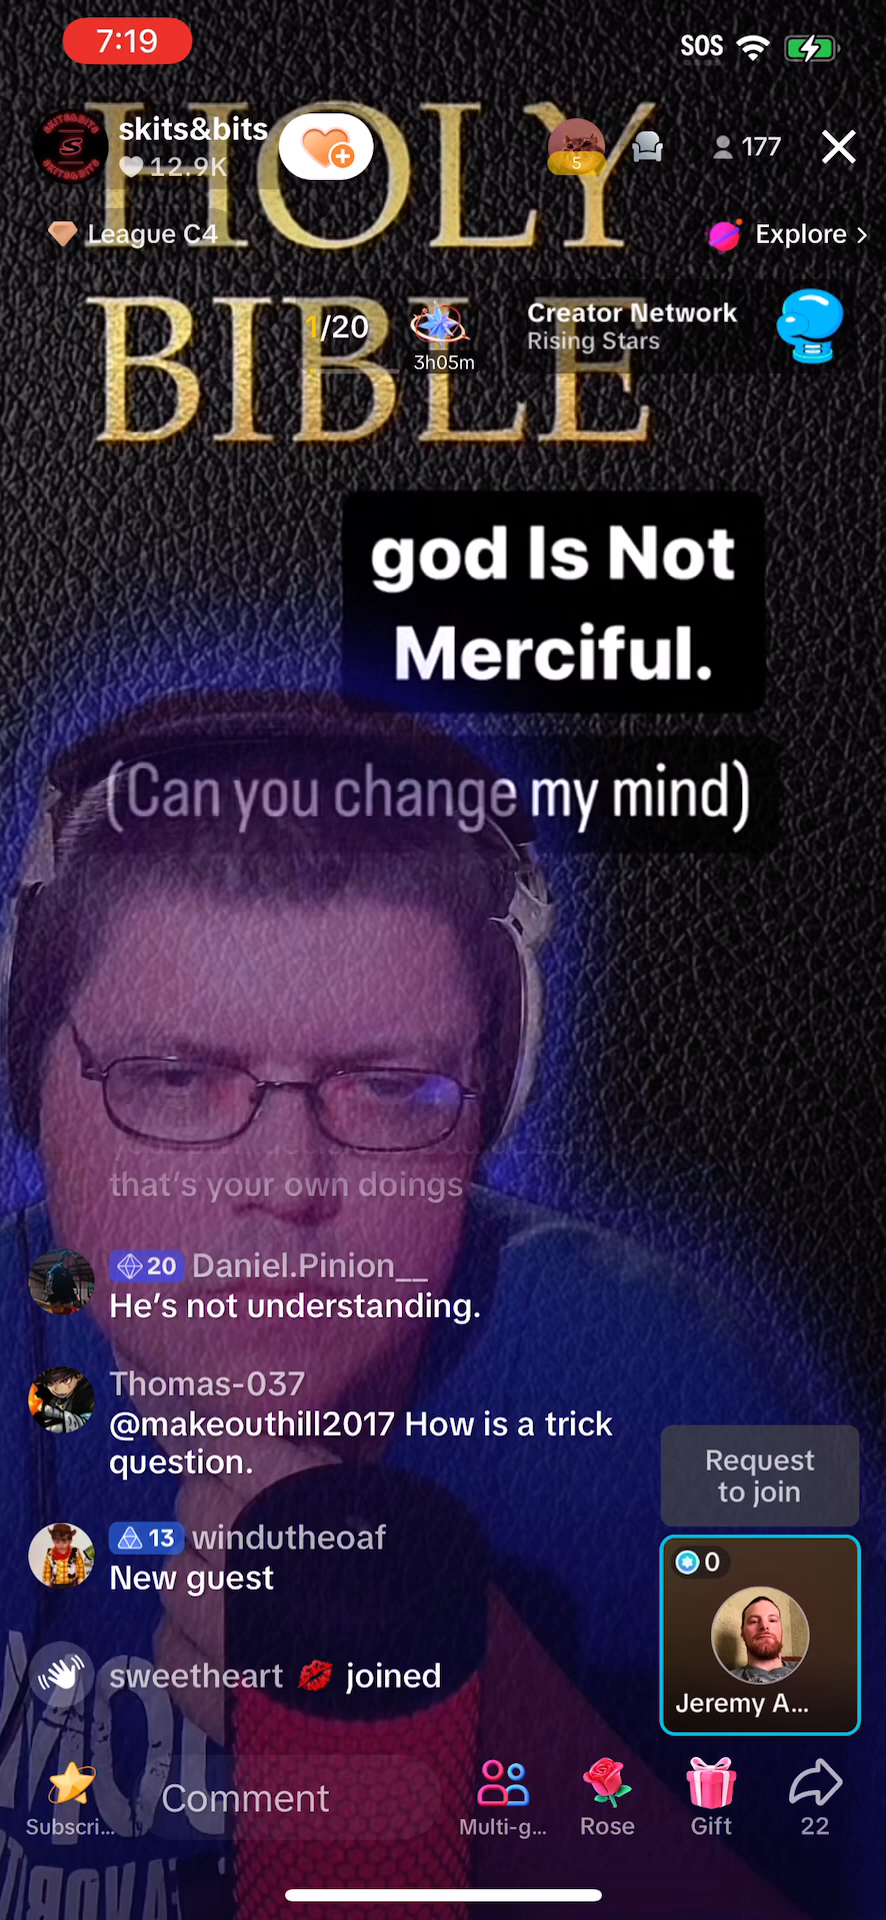 7:19
SOS
HOLY
BIBLE
skits&bits
12.9K
5
177
League C4
Explore >
1/20
3h05m
Creator Network
Rising Stars
god Is Not
Merciful.
(Can you change my mind)
that's your own doings
20 Daniel.Pinion__
He's not understanding.
Thomas-037
@makeouthill2017 How is a trick
question.
13 windutheoaf
New guest
sweetheart 💋 joined
Request
to join
0
Jeremy A...
Comment
Subscri...
Multi-g...
Rose
Gift
22